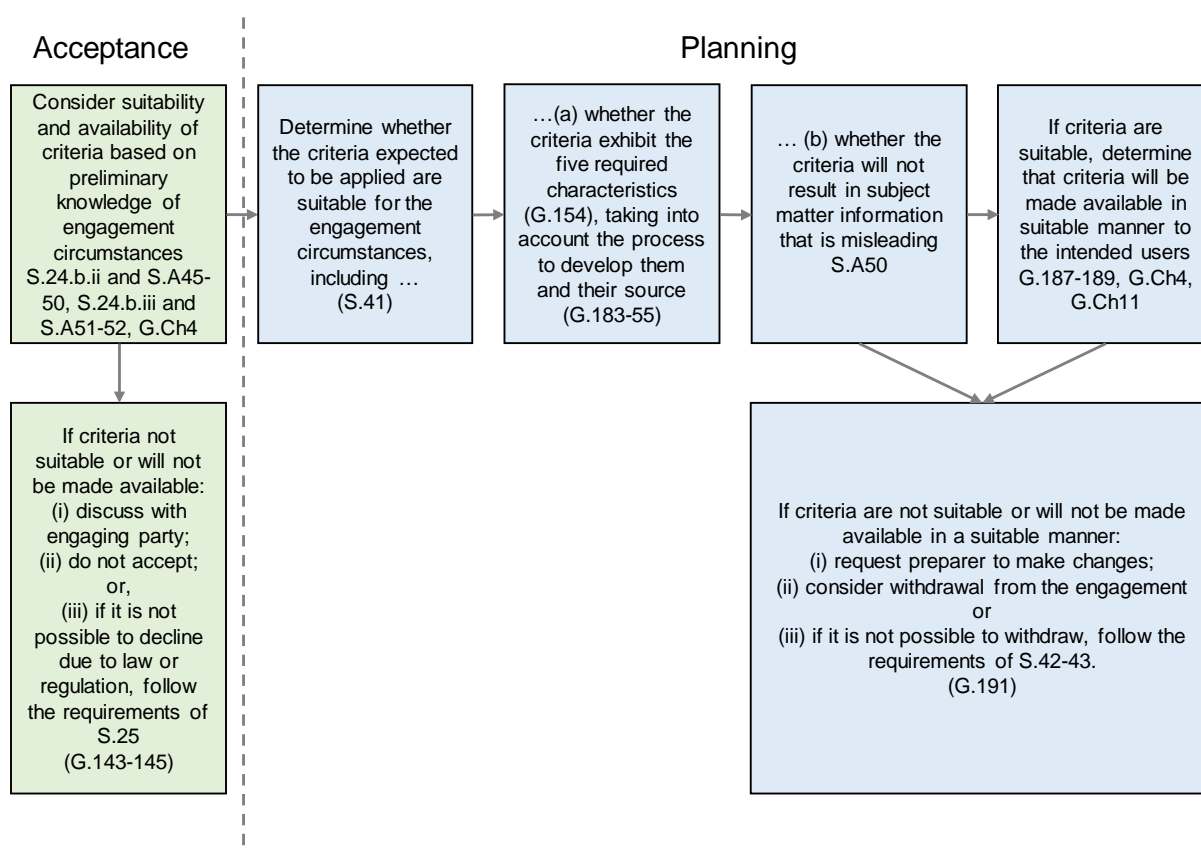 Acceptance
Planning
Consider suitability
and availability of
criteria based on
preliminary
knowledge of
engagement
circumstances
S.24.b.ii and S.A45-
50, S.24.b.iii and
S.A51-52, G.Ch4
Determine whether
the criteria expected
to be applied are
suitable for the
engagement
circumstances,
including …
(S.41)
…(a) whether the
criteria exhibit the
five required
characteristics
(G.154), taking into
account the process
to develop them
and their source
(G.183-55)
… (b) whether the
criteria will not
result in subject
matter information
that is misleading
S.A50
If criteria are
suitable, determine
that criteria will be
made available in
suitable manner to
the intended users
G.187-189, G.Ch4,
G.Ch11
If criteria not
suitable or will not
be made available:
(i) discuss with
engaging party;
(ii) do not accept;
or,
(iii) if it is not
possible to decline
due to law or
regulation, follow
the requirements of
S.25
(G.143-145)
If criteria are not suitable or will not be made
available in a suitable manner:
(i) request preparer to make changes;
(ii) consider withdrawal from the engagement
or
(iii) if it is not possible to withdraw, follow the
requirements of S.42-43.
(G.191)